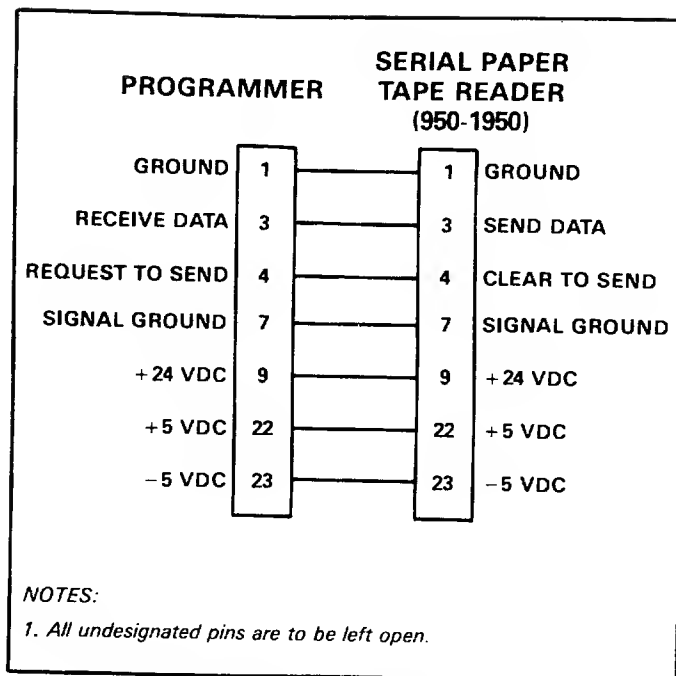 PROGRAMMER
SERIAL PAPER
TAPE READER
(950-1950)
GROUND 1 1 GROUND
RECEIVE DATA 3 3 SEND DATA
REQUEST TO SEND 4 4 CLEAR TO SEND
SIGNAL GROUND 7 7 SIGNAL GROUND
+24 VDC 9 9 +24 VDC
+5 VDC 22 22 +5 VDC
−5 VDC 23 23 −5 VDC
NOTES:
1. All undesignated pins are to be left open.